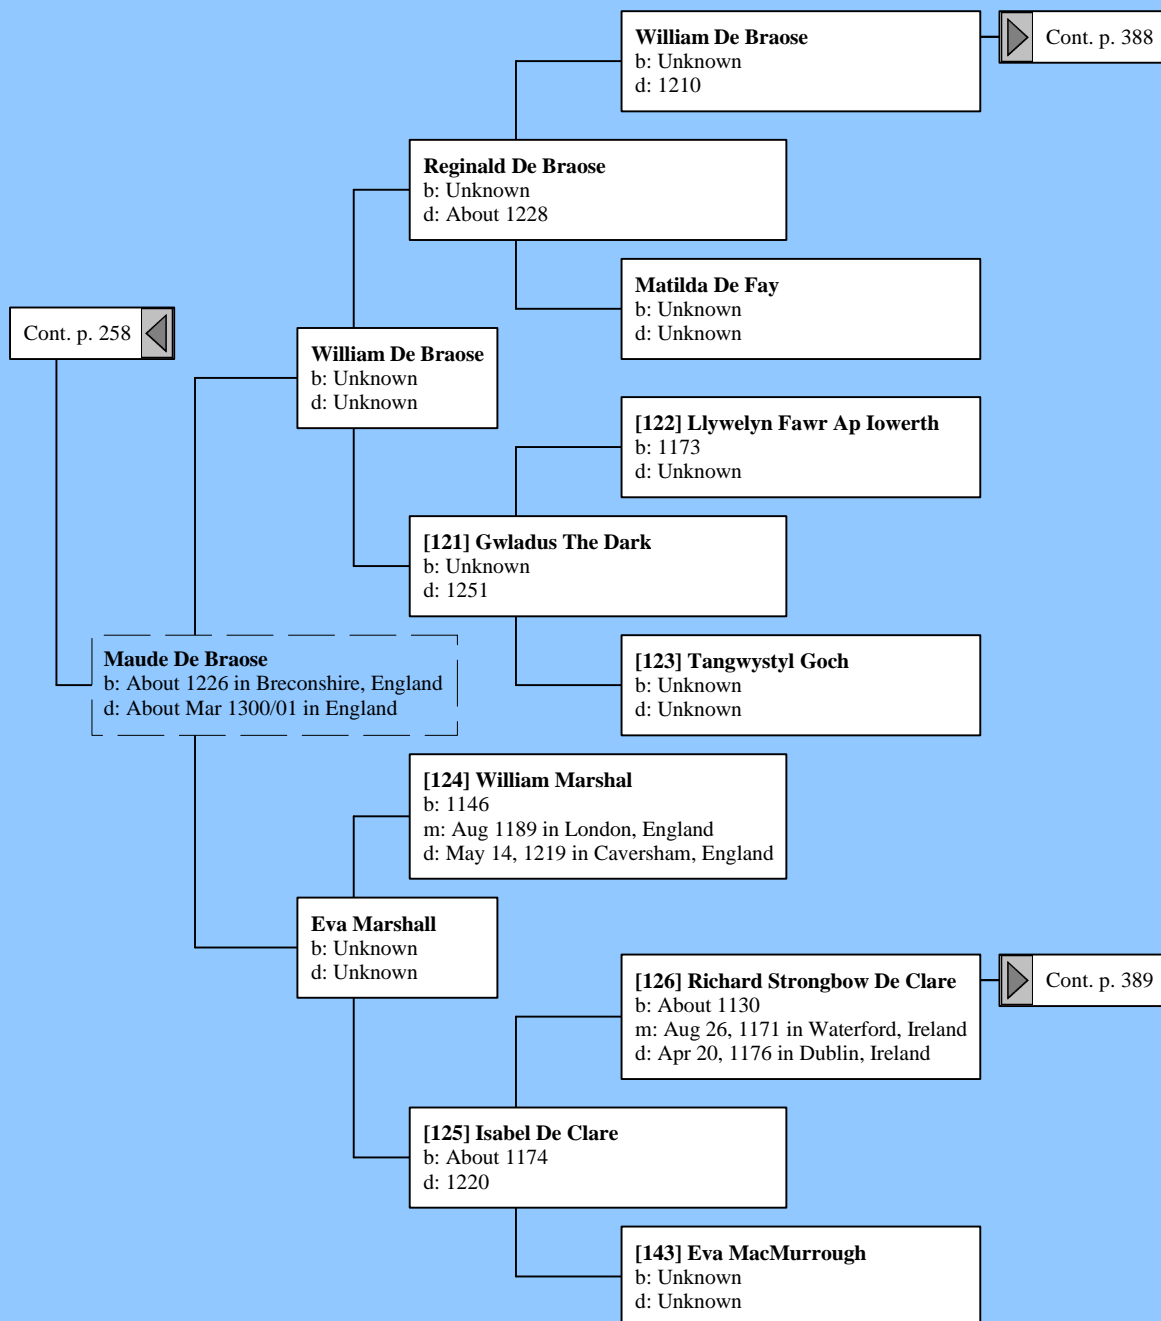 William De Braose
b: Unknown
d: 1210
Cont. p. 388
Reginald De Braose
b: Unknown
d: About 1228
Matilda De Fay
b: Unknown
d: Unknown
Cont. p. 258
William De Braose
b: Unknown
d: Unknown
[122] Llywelyn Fawr Ap Iowerth
b: 1173
d: Unknown
[121] Gwladus The Dark
b: Unknown
d: 1251
Maude De Braose
b: About 1226 in Breconshire, England
d: About Mar 1300/01 in England
[123] Tangwystyl Goch
b: Unknown
d: Unknown
[124] William Marshal
b: 1146
m: Aug 1189 in London, England
d: May 14, 1219 in Caversham, England
Eva Marshall
b: Unknown
d: Unknown
[126] Richard Strongbow De Clare
b: About 1130
m: Aug 26, 1171 in Waterford, Ireland
d: Apr 20, 1176 in Dublin, Ireland
Cont. p. 389
[125] Isabel De Clare
b: About 1174
d: 1220
[143] Eva MacMurrough
b: Unknown
d: Unknown